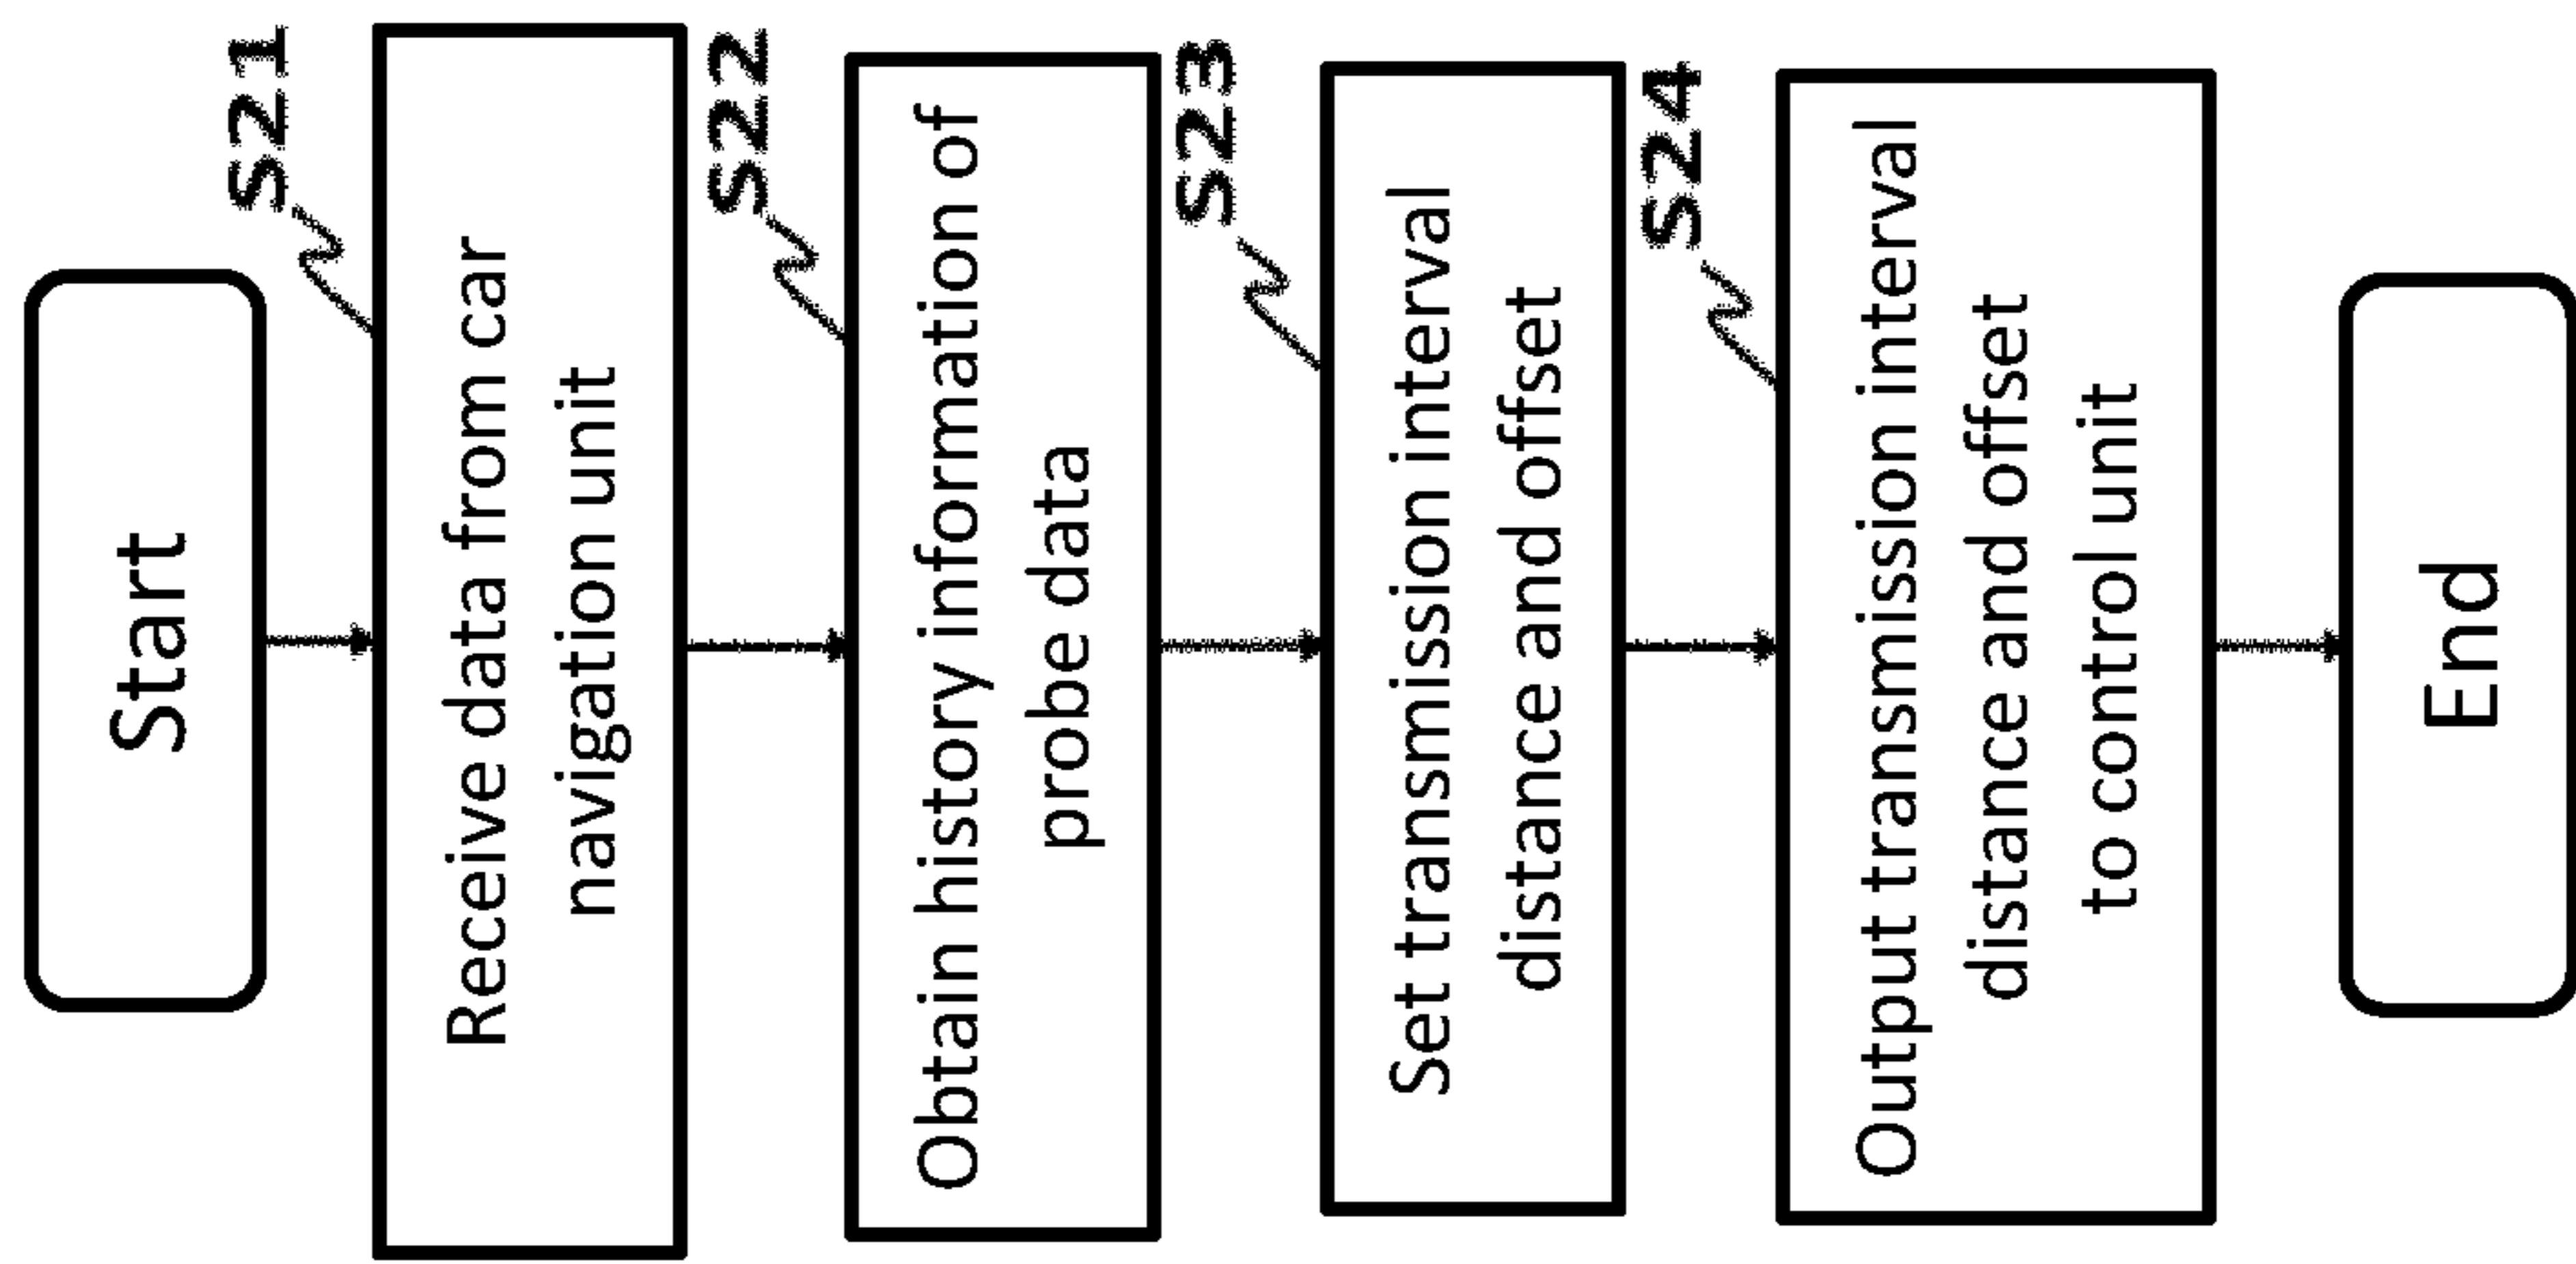 Start
S21
Receive data from car
navigation unit
S22
Obtain history information of
probe data
S23
Set transmission interval
distance and offset
S24
Output transmission interval
distance and offset
to control unit
End